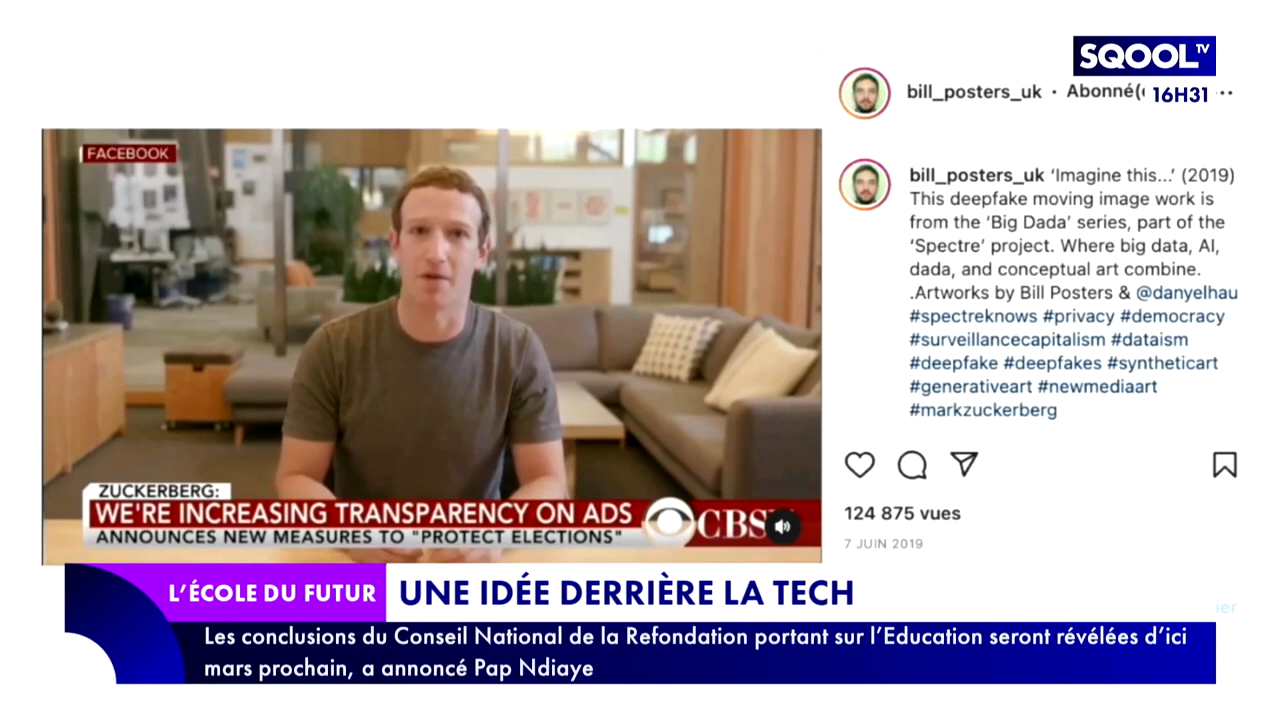 SQOOL TV
16H31
bill_posters_uk • Abonné(
bill_posters_uk ‘Imagine this...’ (2019)
This deepfake moving image work is
from the ‘Big Dada’ series, part of the
‘Spectre’ project. Where big data, AI,
dada, and conceptual art combine.
.Artworks by Bill Posters & @danyelhau
#spectreknows #privacy #democracy
#surveillancecapitalism #dataism
#deepfake #deepfakes #syntheticart
#generativeart #newmediaart
#markzuckerberg
124 875 vues
7 JUIN 2019
FACEBOOK
ZUCKERBERG:
WE'RE INCREASING TRANSPARENCY ON ADS
ANNOUNCES NEW MEASURES TO "PROTECT ELECTIONS"
CBS
L’ÉCOLE DU FUTUR
UNE IDÉE DERRIÈRE LA TECH
Les conclusions du Conseil National de la Refondation portant sur l’Education seront révélées d’ici
mars prochain, a annoncé Pap Ndiaye